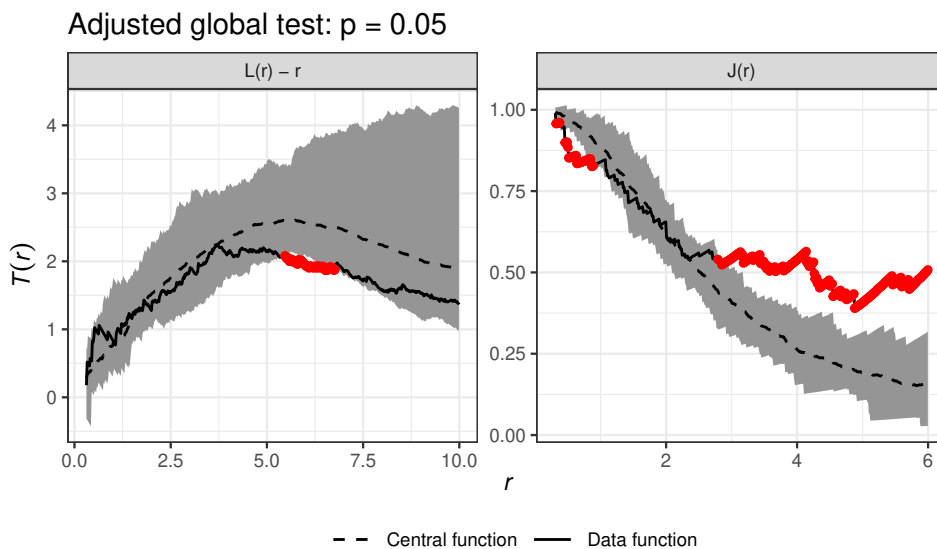 Adjusted global test: p = 0.05
L(r) − r
J(r)
T(r)
4
3
2
1
0
1.00
0.75
0.50
0.25
0.00
0.0 2.5 5.0 7.5 10.0
2 4 6
r
Central function Data function